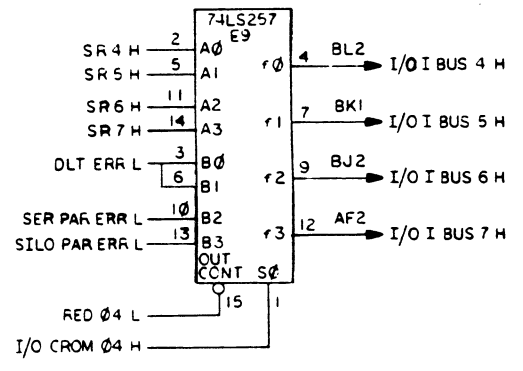 74LS257
E9
SR 4 H 2 A0 f0 4 BL2 I/O I BUS 4 H
SR 5 H 5 A1
SR 6 H 11 A2 f1 7 BK1 I/O I BUS 5 H
SR 7 H 14 A3
DLT ERR L 3 B0
6 B1 f2 9 BJ2 I/O I BUS 6 H
SER PAR ERR L 10 B2
SILO PAR ERR L 13 B3 f3 12 AF2 I/O I BUS 7 H
OUT
CONT S0
RED 04 L 15 1
I/O CROM 04 H